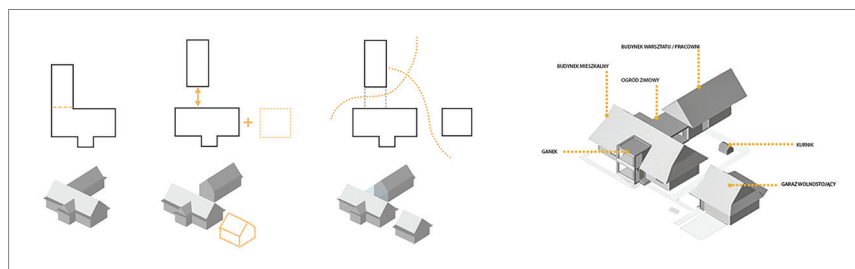 BUDYNEK WARSZTATU / PRACOWNI
BUDYNEK MIESZKALNY
OGRÓD ZIMOWY
GANEK
KURNIK
GARAŻ WOLNOSTOJĄCY